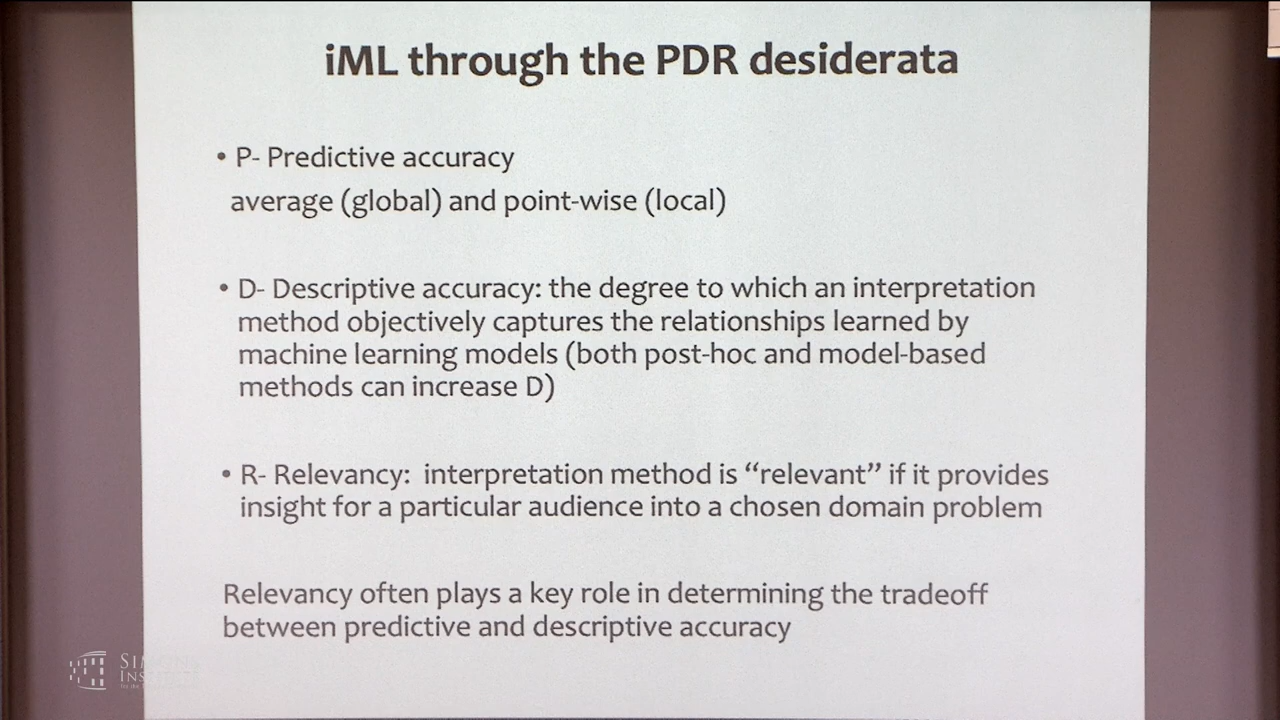 iML through the PDR desiderata
• P- Predictive accuracy
average (global) and point-wise (local)
• D- Descriptive accuracy: the degree to which an interpretation
method objectively captures the relationships learned by
machine learning models (both post-hoc and model-based
methods can increase D)
• R- Relevancy: interpretation method is “relevant” if it provides
insight for a particular audience into a chosen domain problem
Relevancy often plays a key role in determining the tradeoff
between predictive and descriptive accuracy